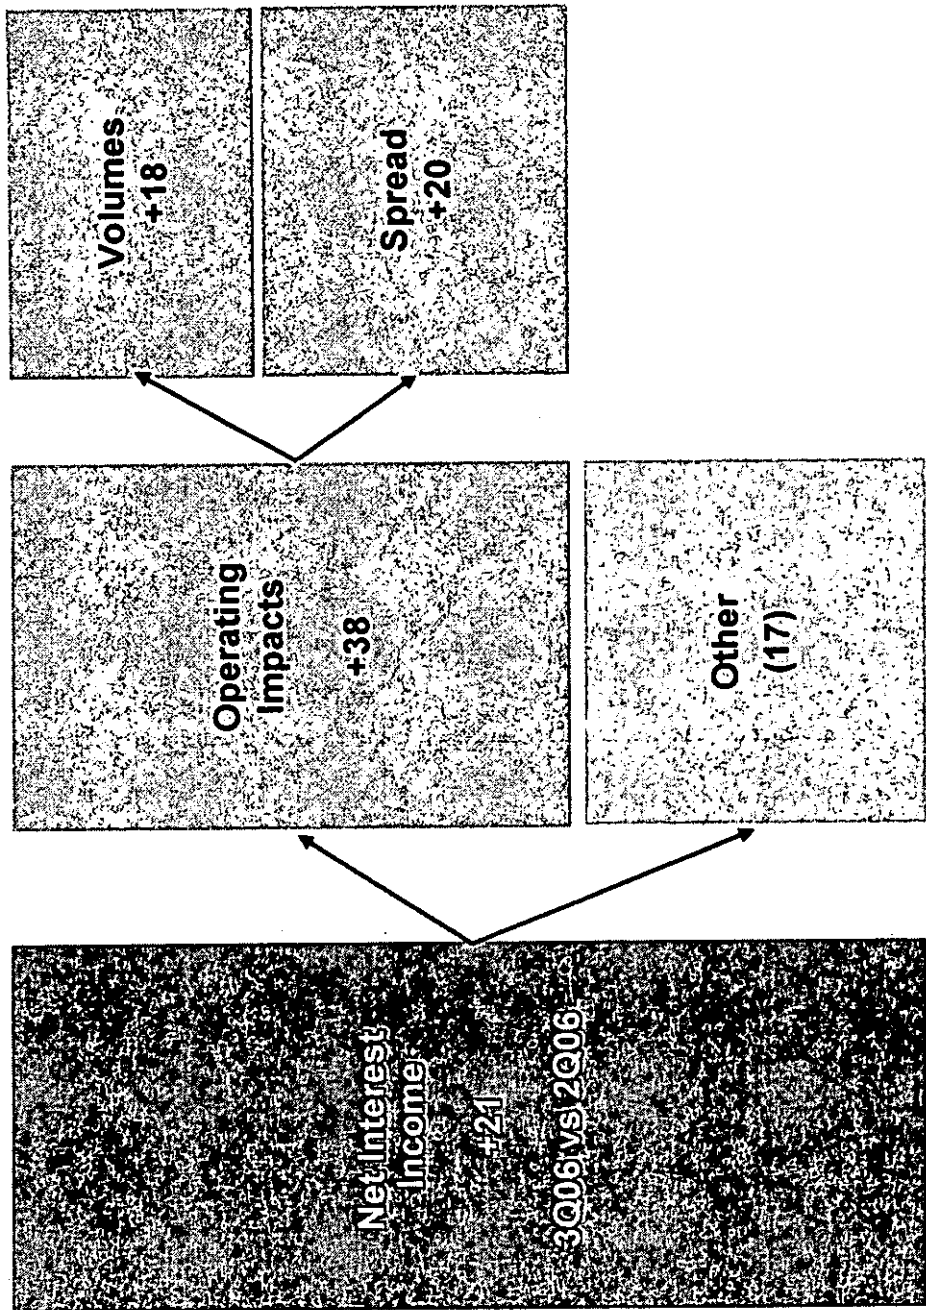 Net Interest
Income
+21
3Q06 vs 2Q06
Operating
Impacts
+38
Other
(17)
Volumes
+18
Spread
+20